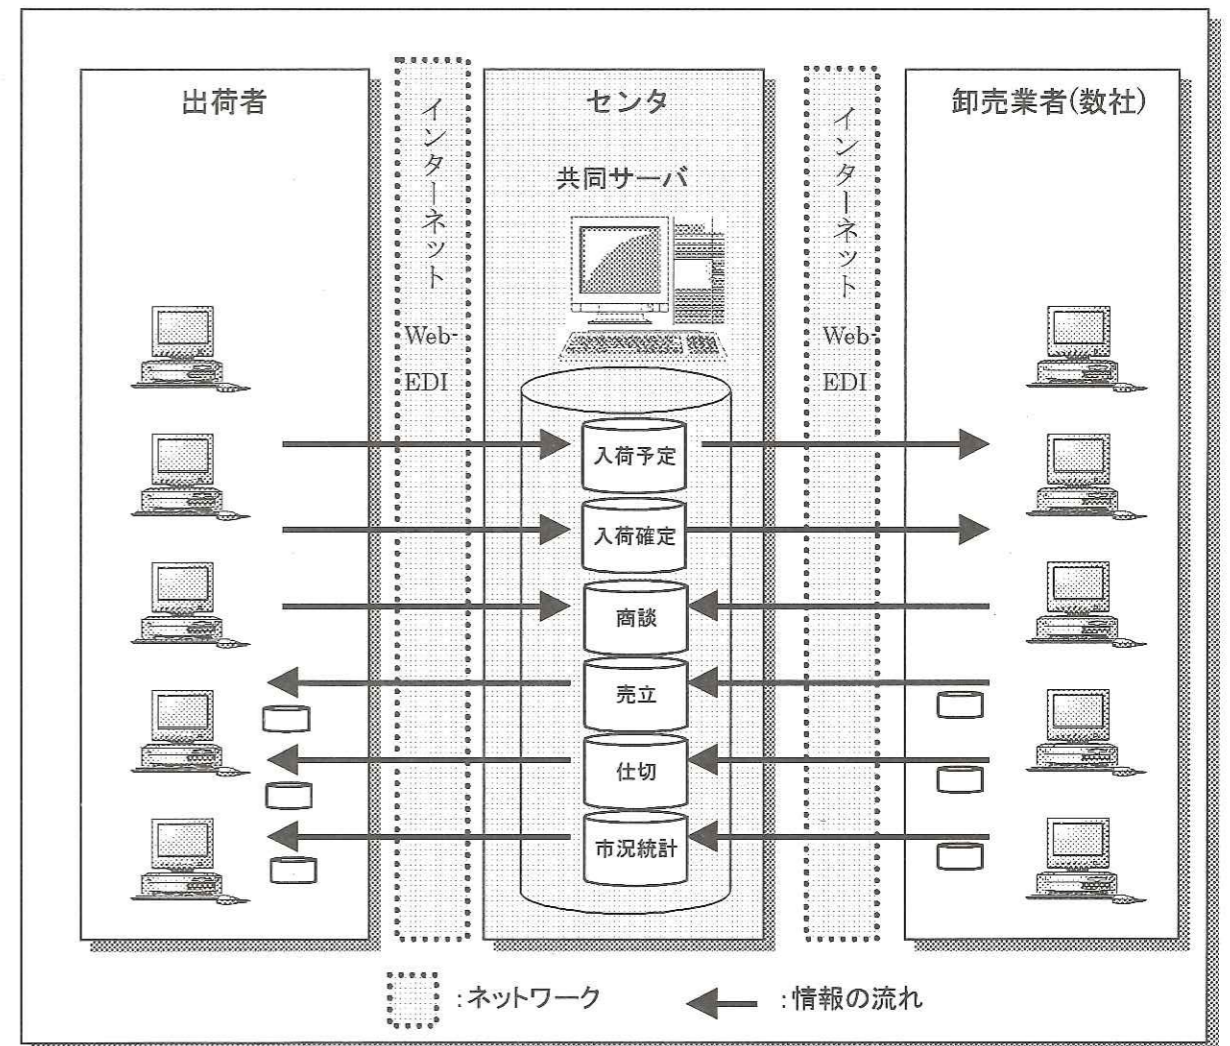 出荷者
インターネット
Web-
EDI
センタ
共同サーバ
入荷予定
入荷確定
商談
売立
仕切
市況統計
インターネット
Web-
EDI
卸売業者(数社)
:ネットワーク
:情報の流れ